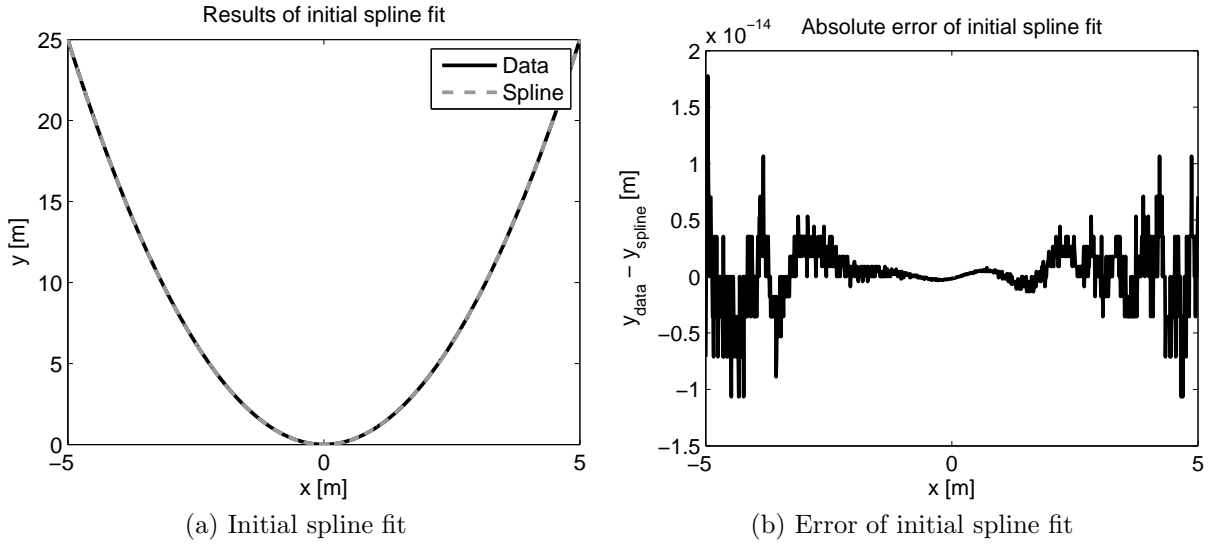 Results of initial spline fit
25
20
15
10
5
0
y [m]
−5
0
5
x [m]
Data
Spline
(a) Initial spline fit
Absolute error of initial spline fit
x 10−14
2
1.5
1
0.5
0
−0.5
−1
−1.5
ydata − yspline [m]
−5
0
5
x [m]
(b) Error of initial spline fit